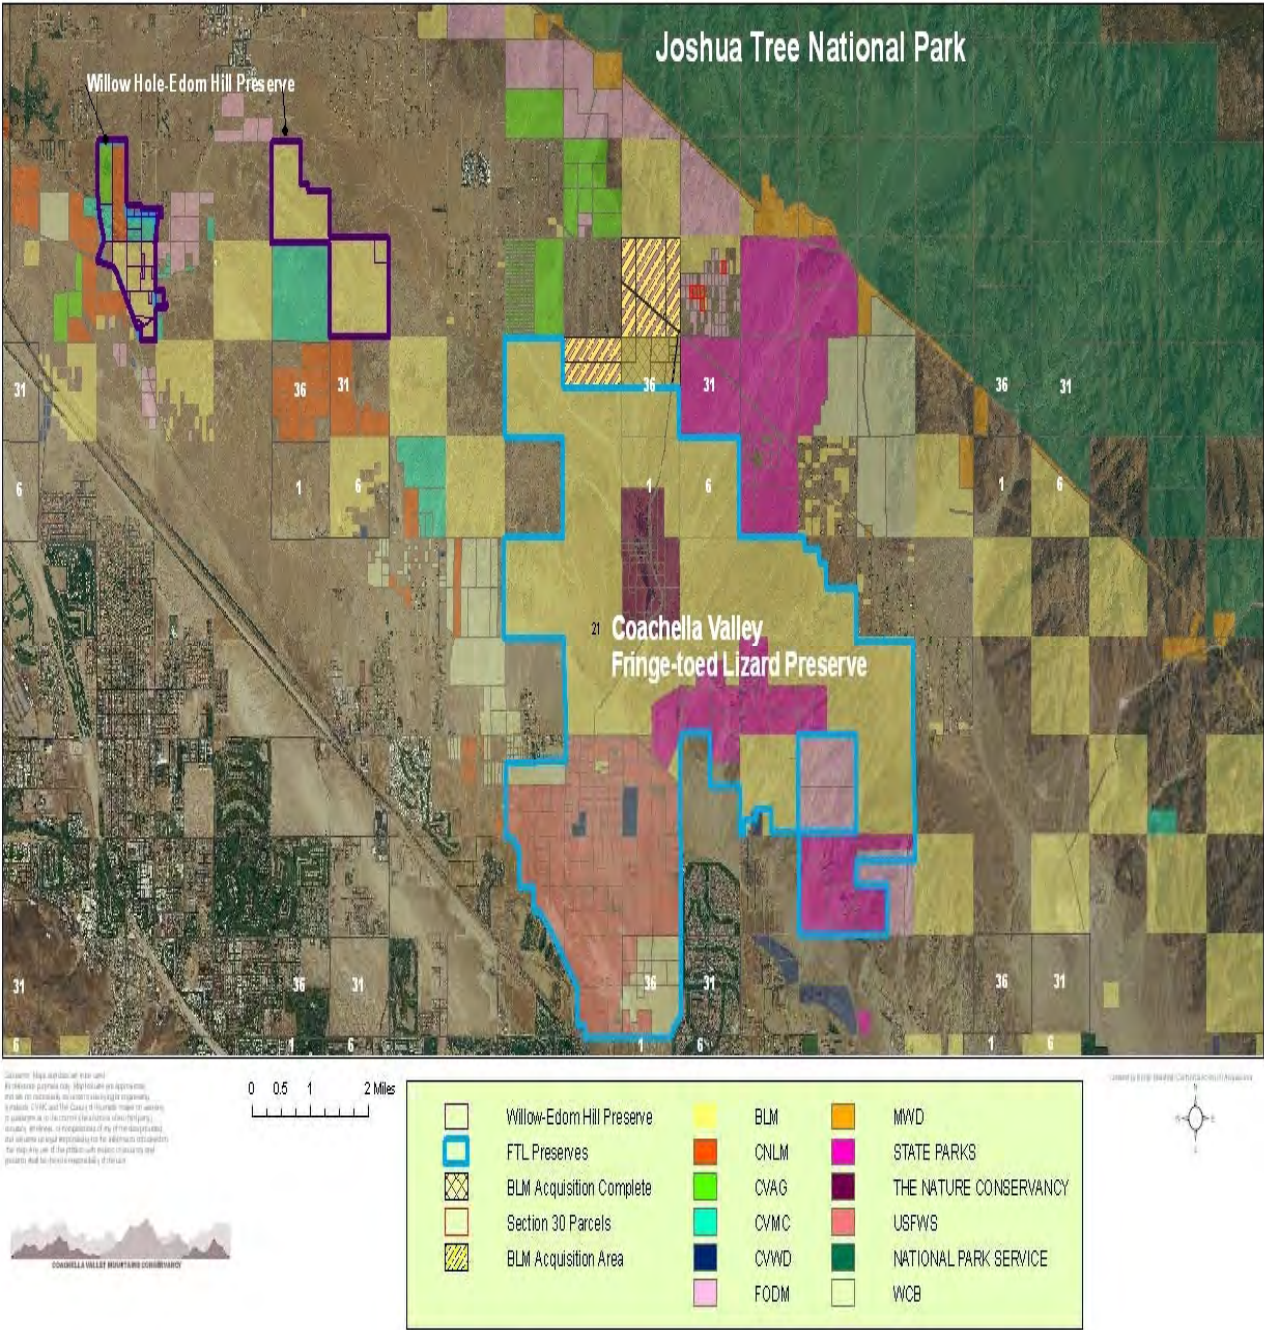 Joshua Tree National Park
Willow Hole-Edom Hill Preserve
31
36
31
36
31
36
31
6
1
6
1
6
1
6
21
Coachella Valley
Fringe-toed Lizard Preserve
31
36
31
36
31
36
31
6
1
6
1
6
1
6
0 0.5 1 2 Miles
Willow-Edom Hill Preserve
FTL Preserves
BLM Acquisition Complete
Section 30 Parcels
BLM Acquisition Area
BLM
CNLM
CVAG
CVMC
CVWD
FODM
MWD
STATE PARKS
THE NATURE CONSERVANCY
USFWS
NATIONAL PARK SERVICE
WCB
COACHELLA VALLEY MOUNTAINS CONSERVANCY